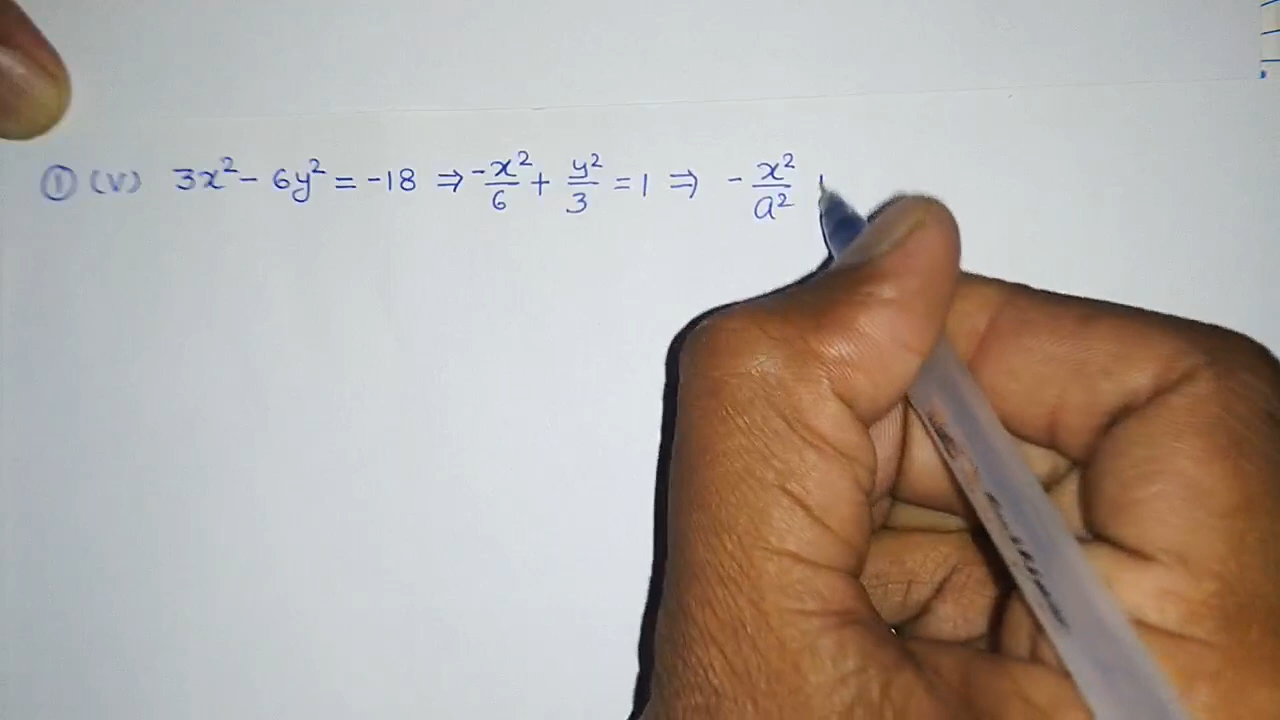 ① (V) 3x² - 6y² = -18 ⇒ -x²/6 + y²/3 = 1 ⇒ - x²/a²